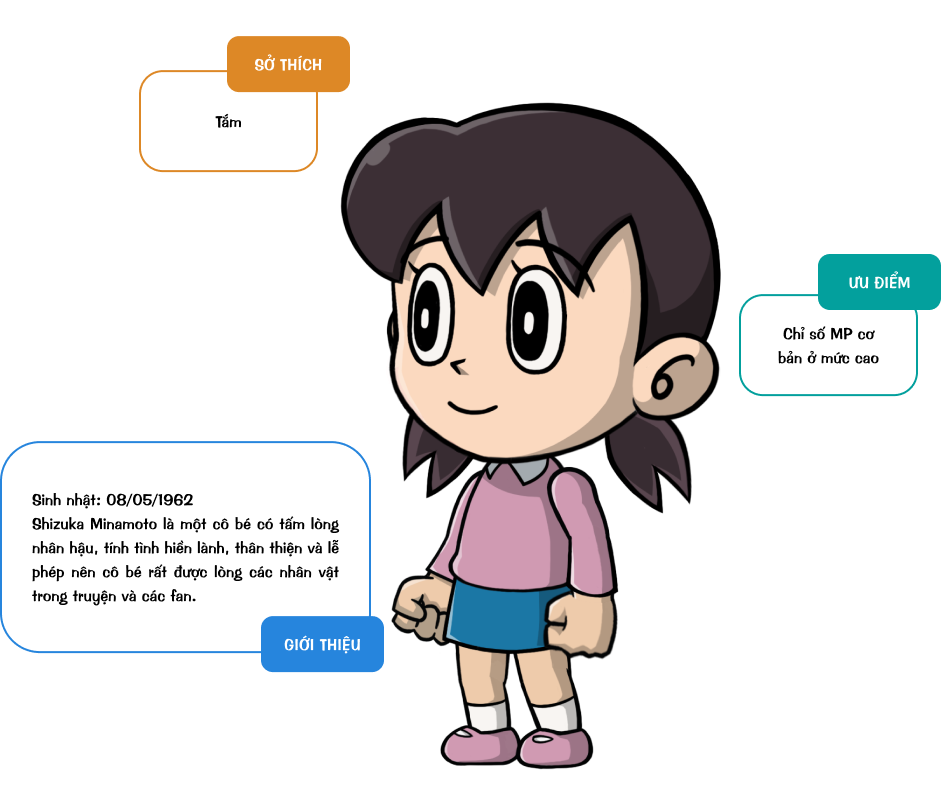 SỞ THÍCH
Tắm
ƯU ĐIỂM
Chỉ số MP cơ
bản ở mức cao
Sinh nhật: 08/05/1962
Shizuka Minamoto là một cô bé có tấm lòng
nhân hậu, tính tình hiền lành, thân thiện và lễ
phép nên cô bé rất được lòng các nhân vật
trong truyện và các fan.
GIỚI THIỆU